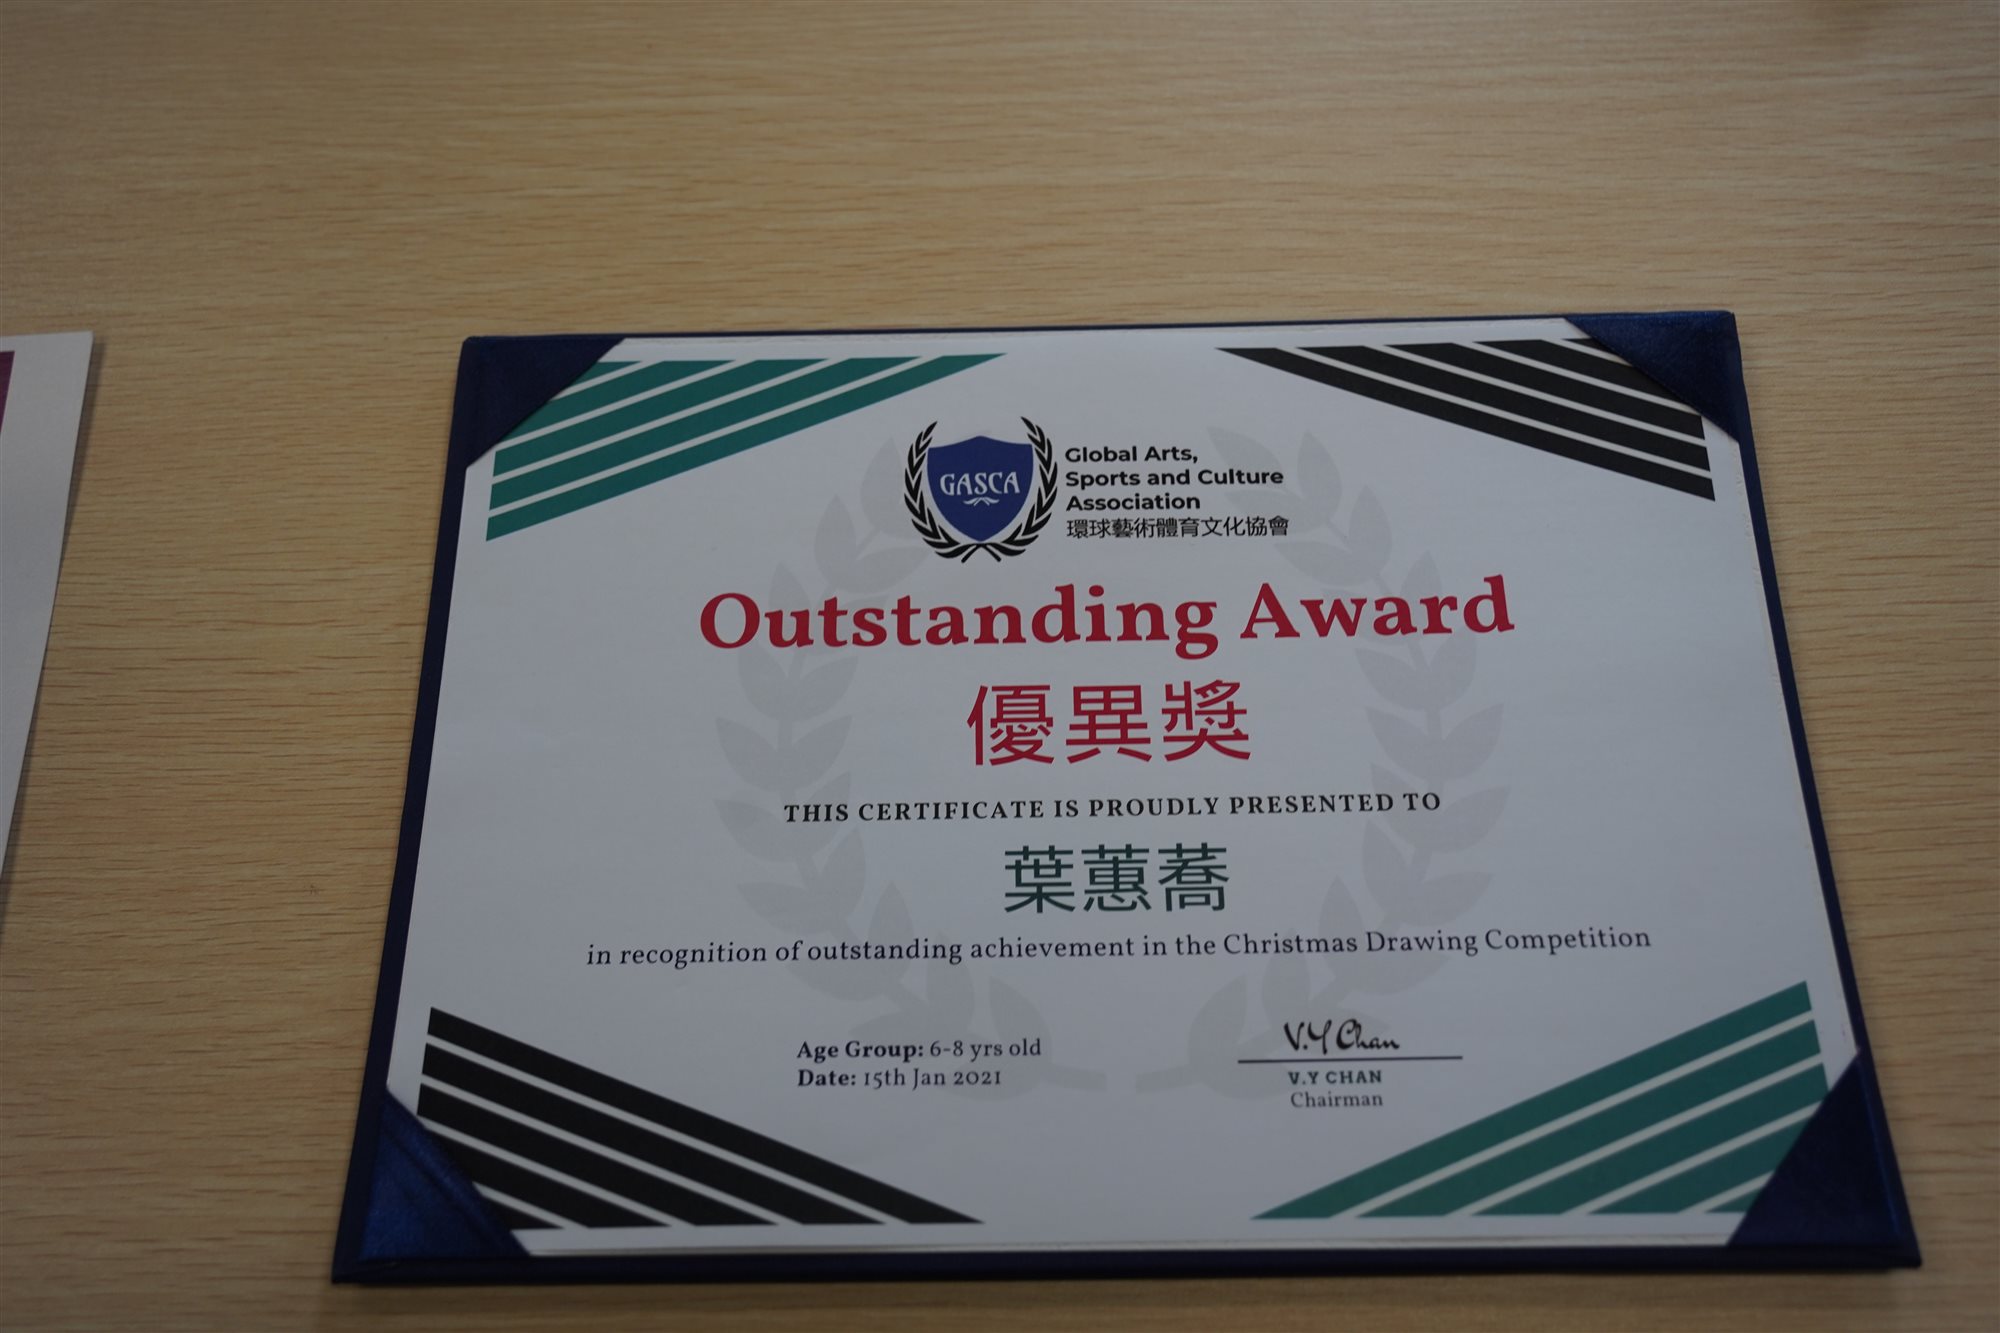 GASCA
Global Arts,
Sports and Culture
Association
環球藝術體育文化協會
Outstanding Award
優異獎
THIS CERTIFICATE IS PROUDLY PRESENTED TO
葉蕙蕎
in recognition of outstanding achievement in the Christmas Drawing Competition
Age Group: 6-8 yrs old
Date: 15th Jan 2021
V.Y Chan
V.Y CHAN
Chairman